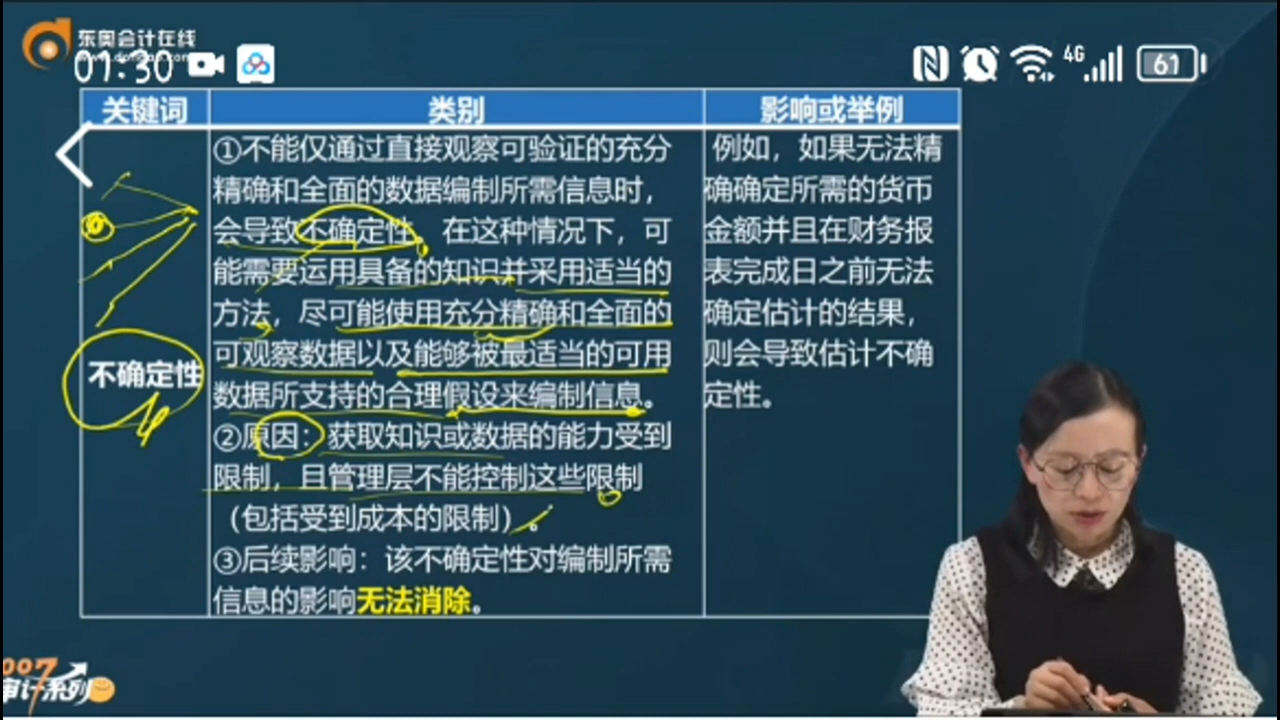 东奥会计在线
01:30
4G
61
关键词
类别
影响或举例
不确定性
①不能仅通过直接观察可验证的充分
精确和全面的数据编制所需信息时，
会导致不确定性。在这种情况下，可
能需要运用具备的知识并采用适当的
方法，尽可能使用充分精确和全面的
可观察数据以及能够被最适当的可用
数据所支持的合理假设来编制信息。
②原因：获取知识或数据的能力受到
限制，且管理层不能控制这些限制
（包括受到成本的限制）。
③后续影响：该不确定性对编制所需
信息的影响无法消除。
例如，如果无法精
确确定所需的货币
金额并且在财务报
表完成日之前无法
确定估计的结果，
则会导致估计不确
定性。
007
审计系列